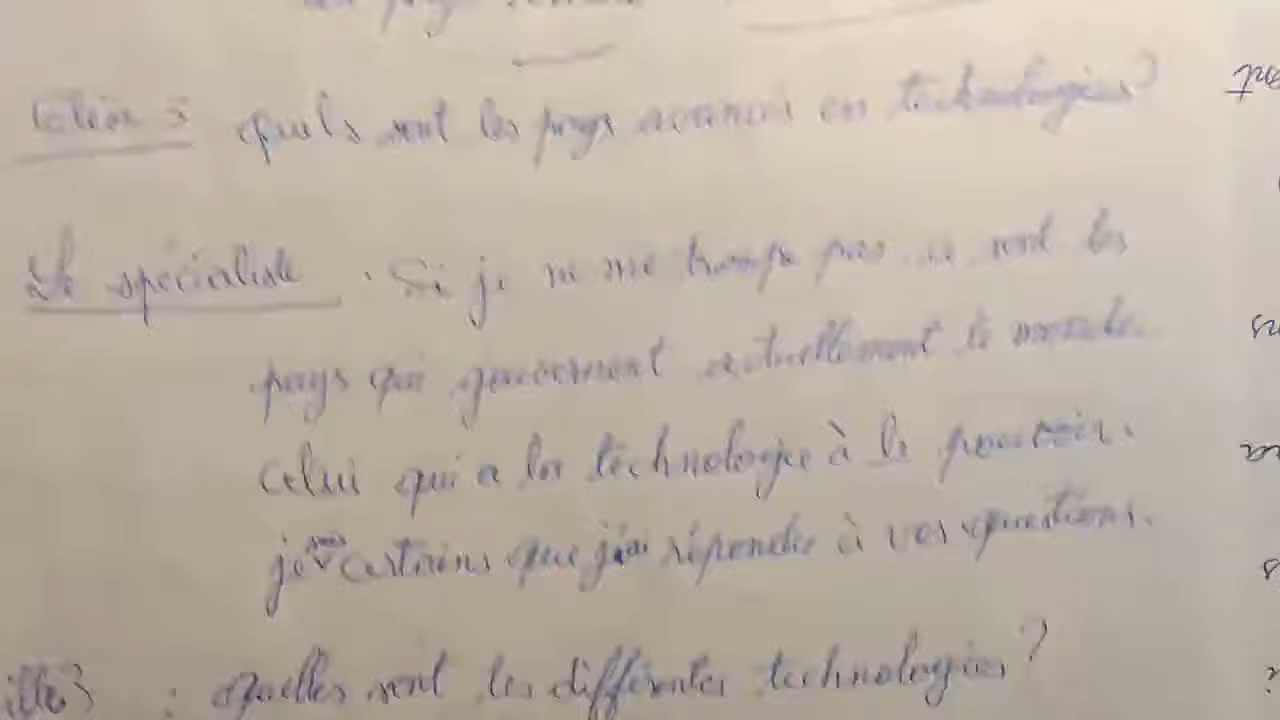 quels sont les pays avancés en technologies?
Le spécialiste : Si je ne me trompe pas ce sont les
pays qui gouvernent actuellement le monde.
Celui qui a la technologie à le pouvoir.
je suis certains que j'ai répondu à vos questions.
: quelles sont les différentes technologies?